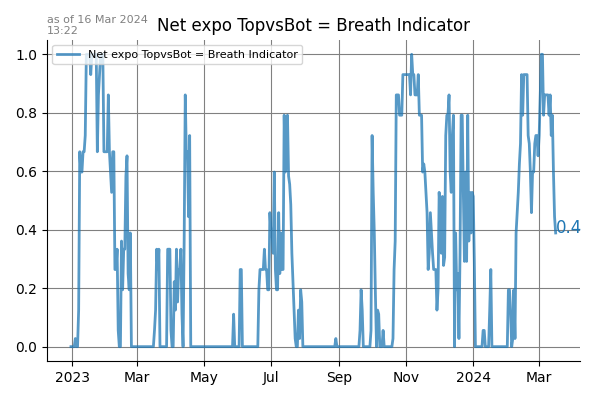 as of 16 Mar 2024
13:22
Net expo TopvsBot = Breath Indicator
Net expo TopvsBot = Breath Indicator
1.0
0.8
0.6
0.4
0.2
0.0
0.4
2023 Mar May Jul Sep Nov 2024 Mar